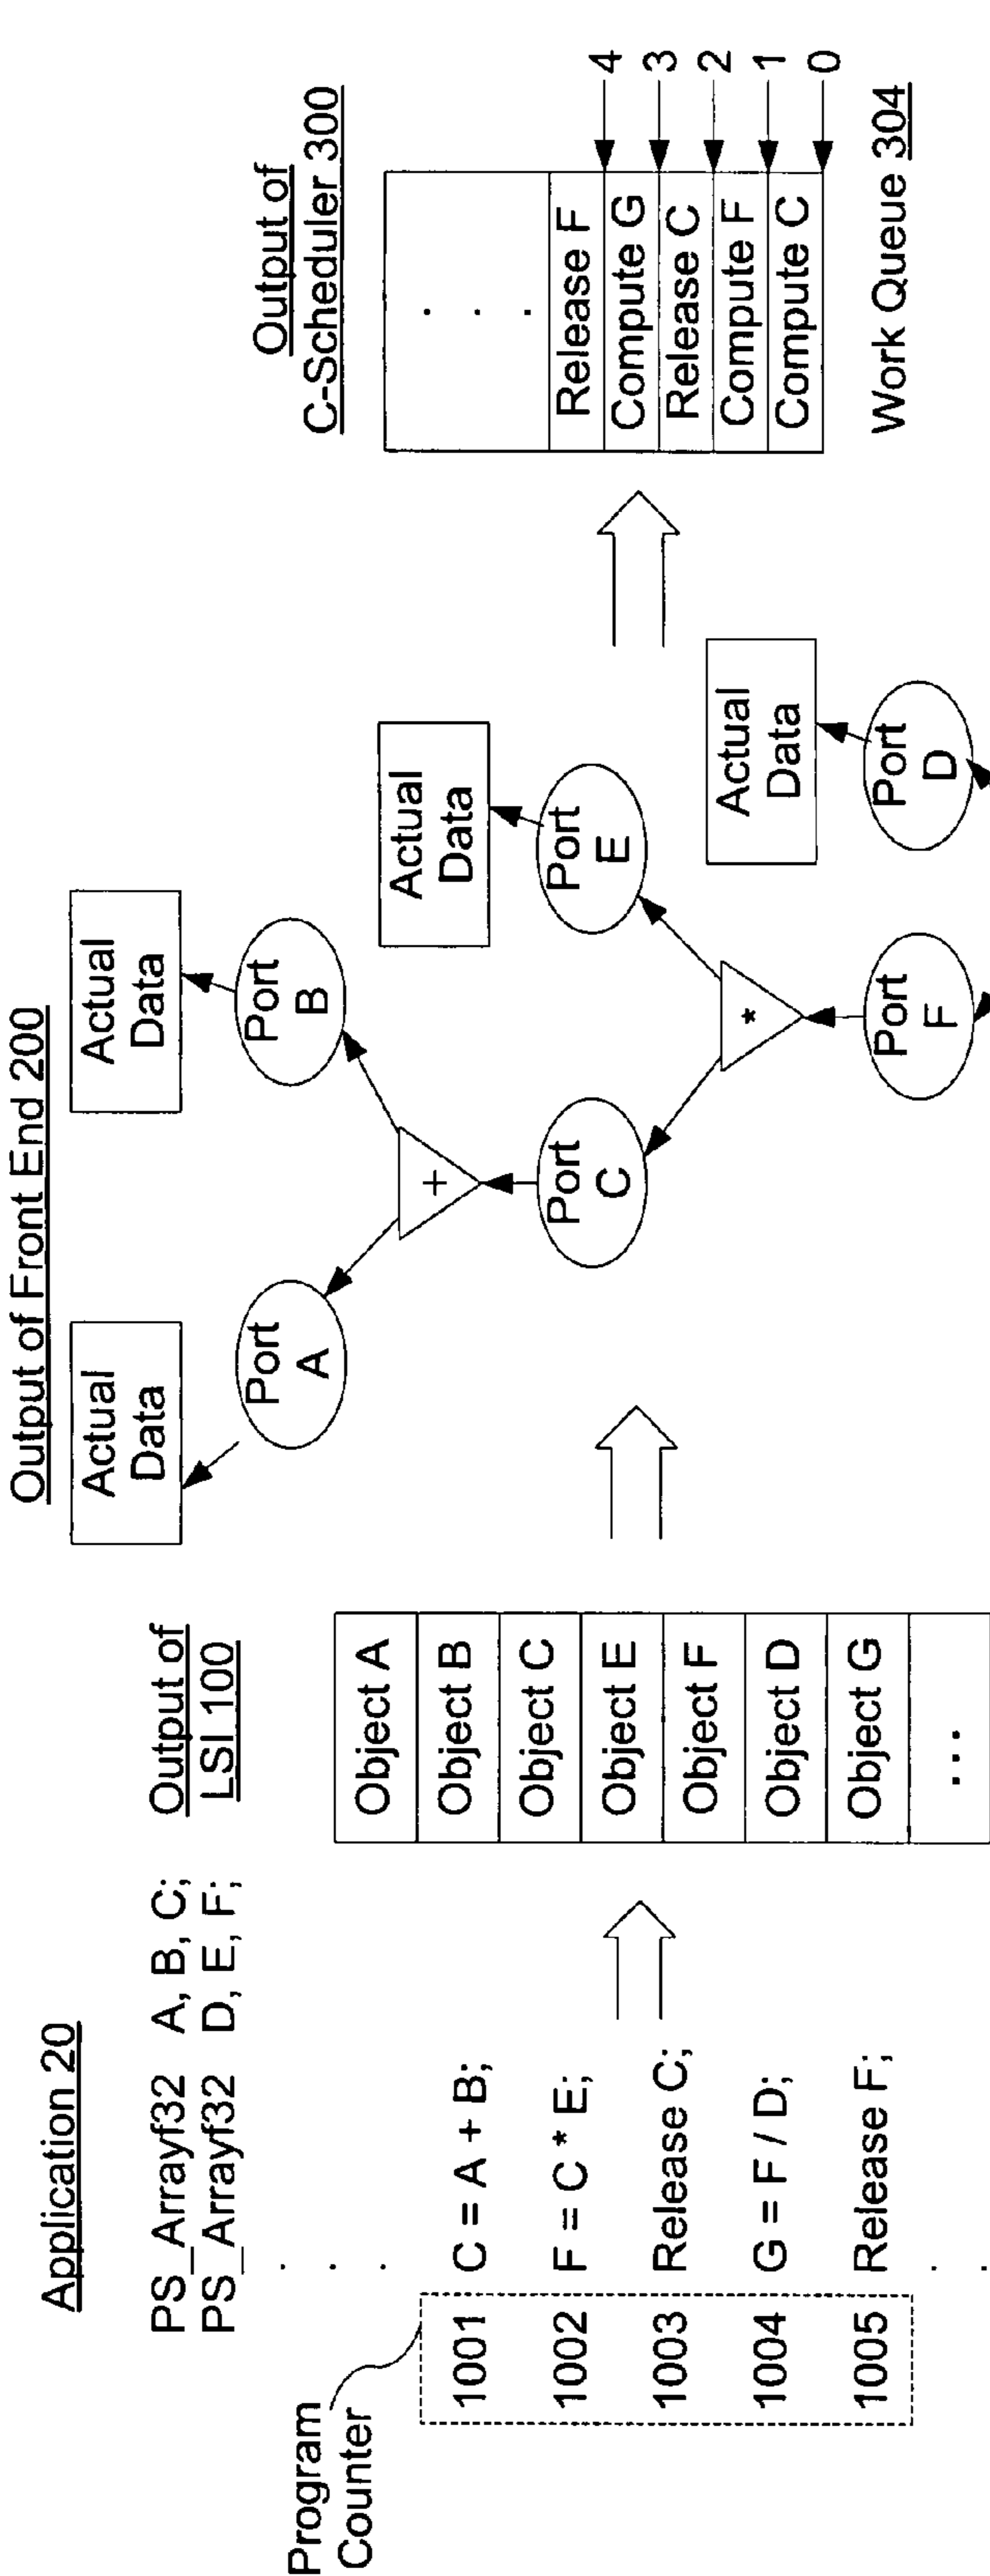 Application 20
PS_Arrayf32 A, B, C;
PS_Arrayf32 D, E, F;
.
.
.
Program
Counter
1001 C = A + B;
1002 F = C * E;
1003 Release C;
1004 G = F / D;
1005 Release F;
.
.
Output of
LSI 100
Object A
Object B
Object C
Object E
Object F
Object D
Object G
...
Output of Front End 200
Actual
Data
Actual
Data
Port
A
Port
B
+
Actual
Data
Port
C
Port
E
*
Actual
Data
Port
F
Port
D
Output of
C-Scheduler 300
.
.
.
Release F
4
Compute G
3
Release C
2
Compute F
1
Compute C
0
Work Queue 304